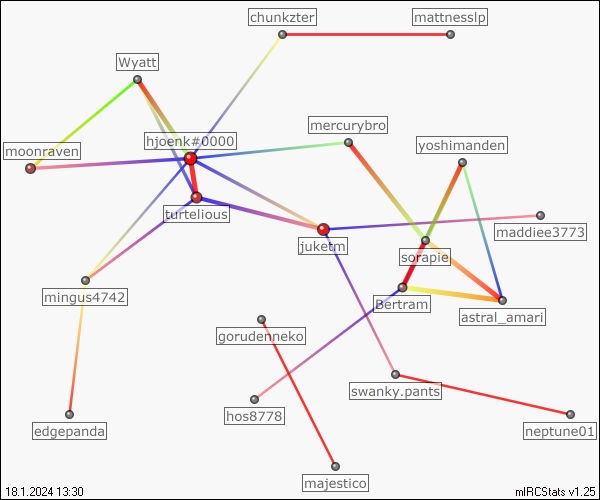 chunkzter
mattnesslp
Wyatt
mercurybro
hjoenk#0000
yoshimanden
moonraven
turtelious
maddiee3773
juketm
sorapie
mingus4742
Bertram
astral_amari
gorudenneko
swanky.pants
hos8778
edgepanda
neptune01
majestico
18.1.2024 13:30
mIRCStats v1.25